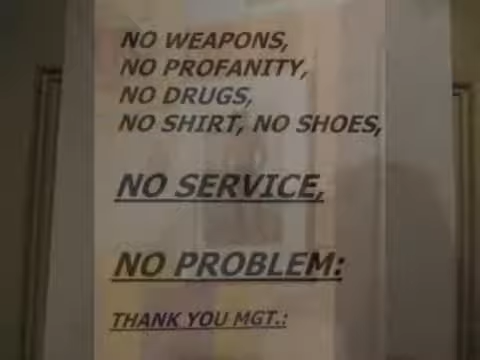 NO WEAPONS,
NO PROFANITY,
NO DRUGS,
NO SHIRT, NO SHOES,
NO SERVICE,
NO PROBLEM:
THANK YOU MGT.: